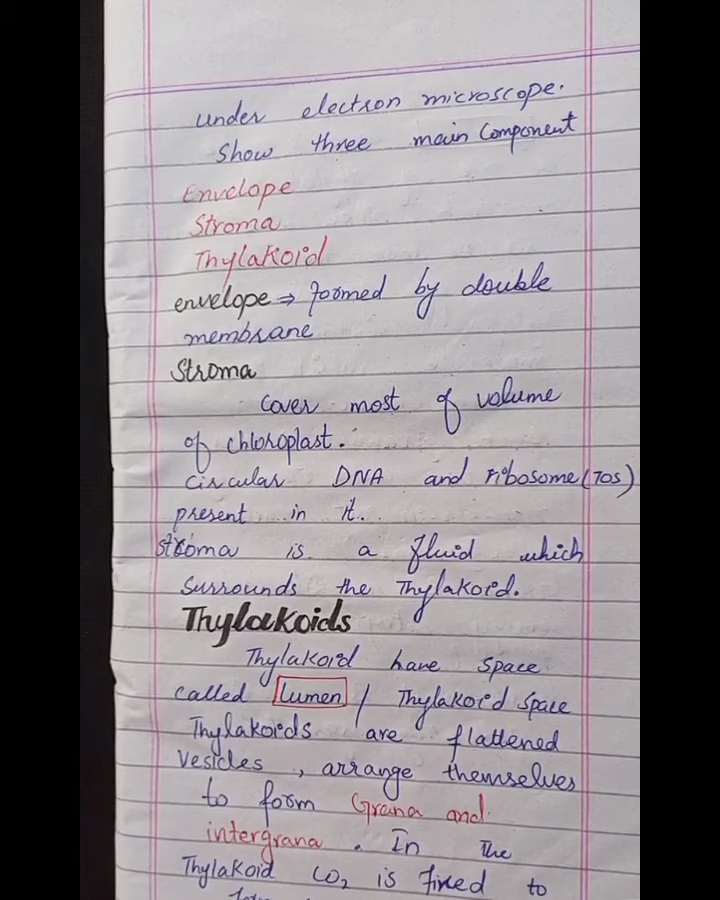 under electron microscope.
Show three main Component
Envelope
Stroma
Thylakoid
envelope ⇒ formed by double
membrane
Stroma
cover most of volume
of chloroplast.
circular DNA and ribosome (70s)
present in it.
stroma is a fluid which
surrounds the Thylakoid.
Thylakoids
Thylakoid have space
called Lumen / Thylakoid space
Thylakoids are flattened
vesicles, arrange themselves
to form Grana and
intergrana. In the
Thylakoid CO2 is fixed to